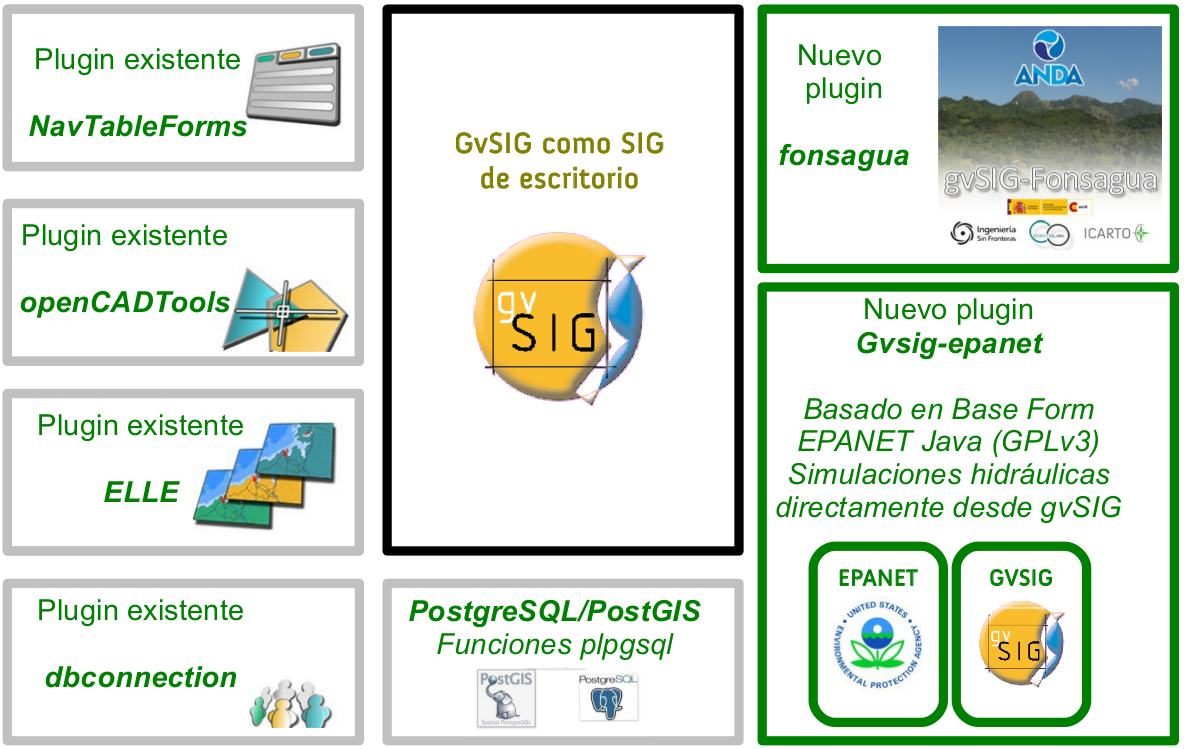 Plugin existente
NavTableForms
Plugin existente
openCADTools
Plugin existente
ELLE
Plugin existente
dbconnection
GvSIG como SIG
de escritorio
gv
SIG
PostgreSQL/PostGIS
Funciones plpgsql
PostGIS
Spatial PostgreSQL
PostgreSQL
Nuevo
plugin
fonsagua
ANDA
gvSIG-Fonsagua
Ingeniería
Sin Fronteras
ICARTO
Nuevo plugin
Gvsig-epanet
Basado en Base Form
EPANET Java (GPLv3)
Simulaciones hidráulicas
directamente desde gvSIG
EPANET
UNITED STATES
ENVIRONMENTAL PROTECTION AGENCY
GVSIG
gv
SIG